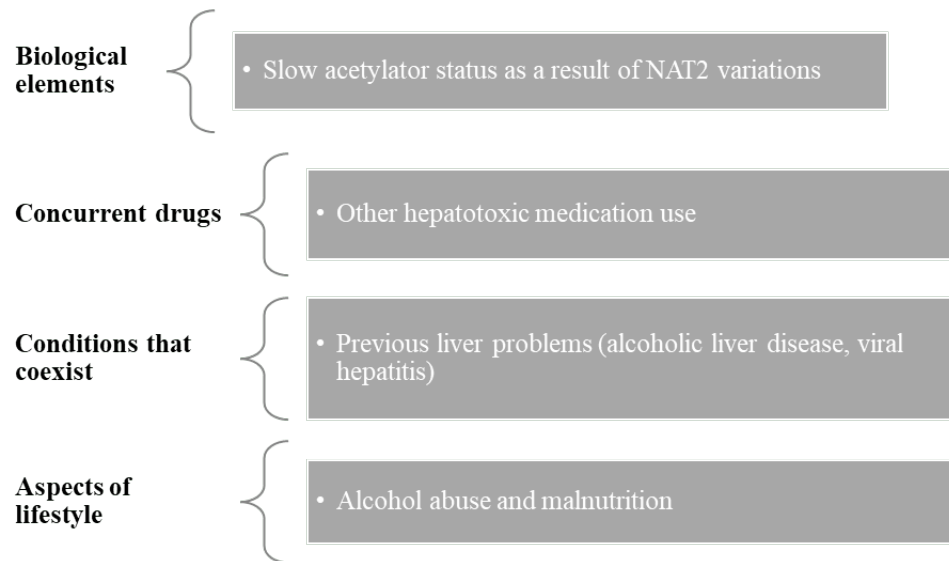 Biological
elements
• Slow acetylator status as a result of NAT2 variations
Concurrent drugs
• Other hepatotoxic medication use
Conditions that
coexist
• Previous liver problems (alcoholic liver disease, viral
hepatitis)
Aspects of
lifestyle
• Alcohol abuse and malnutrition